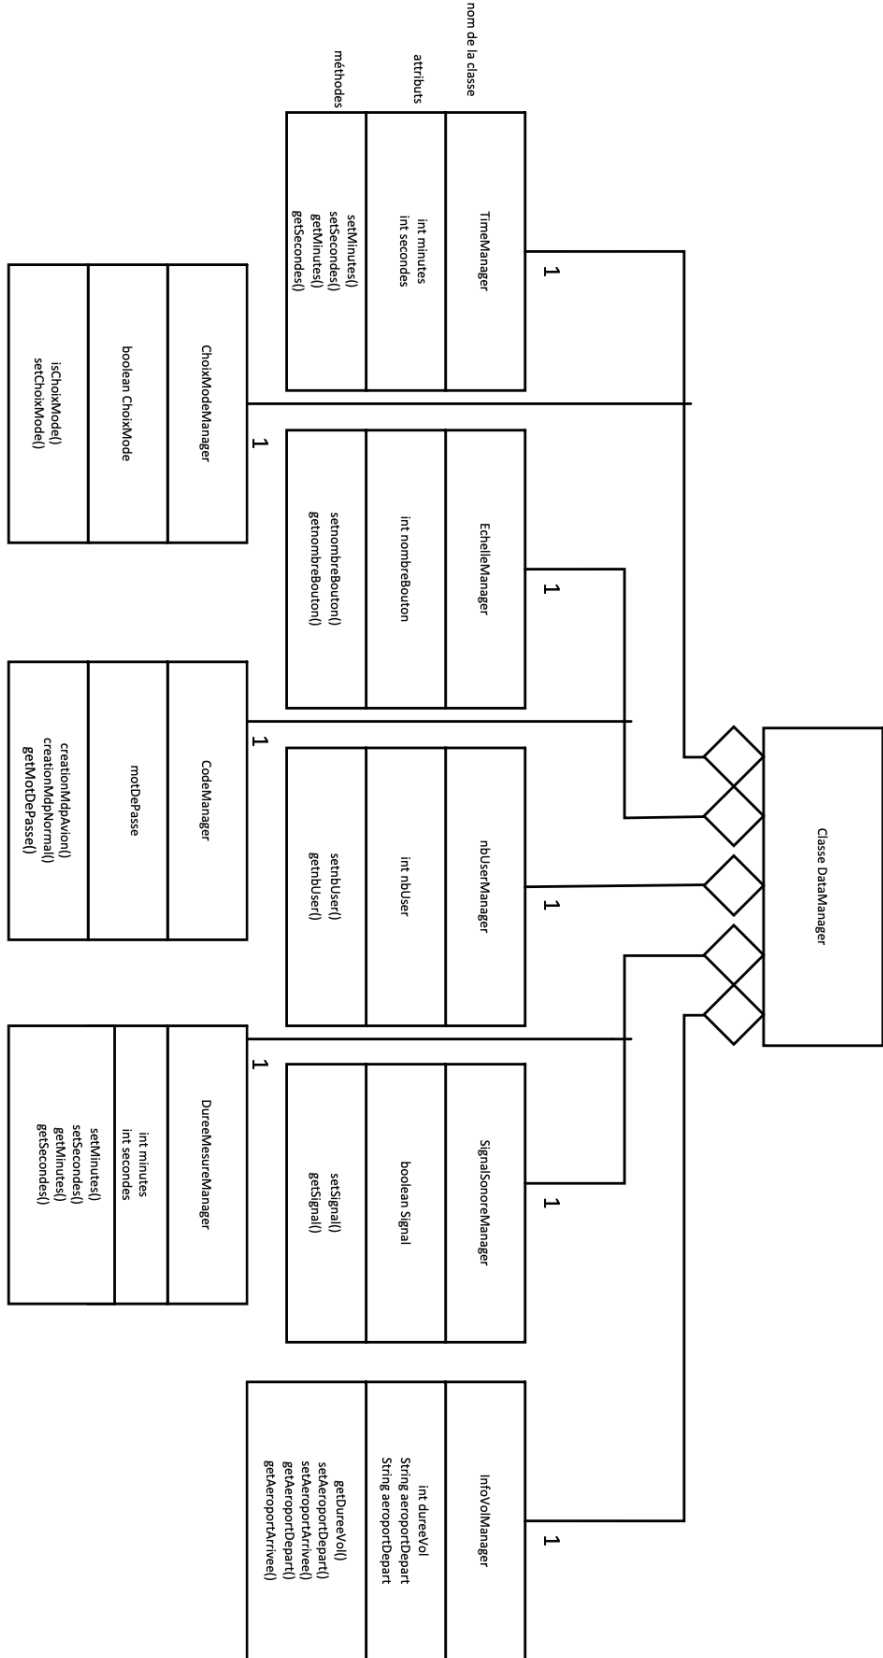 Classe DataManager
1
1
1
1
1
nom de la classe
attributs
méthodes
TimeManager
int minutes
int secondes
setMinutes()
setSecondes()
getMinutes()
getSecondes()
EchelleManager
int nombreBouton
setnombreBouton()
getnombreBouton()
nbUserManager
int nbUser
setnbUser()
getnbUser()
SignalSonoreManager
boolean Signal
setSignal()
getSignal()
InfoVolManager
int dureeVol
String aeroportDepart
String aeroportDepart
getDureeVol()
setAeroportDepart()
setAeroportArrivee()
getAeroportDepart()
getAeroportArrivee()
1
1
1
ChoixModeManager
boolean ChoixMode
isChoixMode()
setChoixMode()
CodeManager
motDePasse
creationMdpAvion()
creationMdpNormal()
getMotDePasse()
DureeMesureManager
int minutes
int secondes
setMinutes()
setSecondes()
getMinutes()
getSecondes()